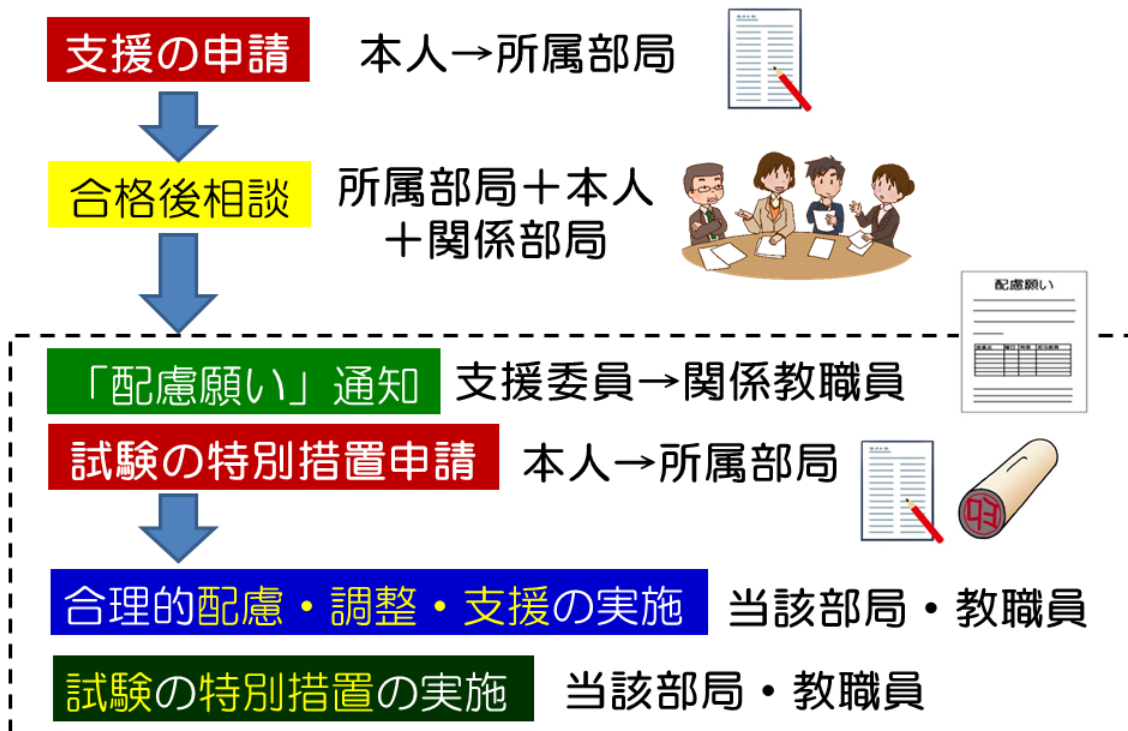 支援の申請 本人→所属部局
合格後相談 所属部局＋本人
＋関係部局
配慮願い
「配慮願い」通知 支援委員→関係教職員
試験の特別措置申請 本人→所属部局
印
合理的配慮・調整・支援の実施 当該部局・教職員
試験の特別措置の実施 当該部局・教職員